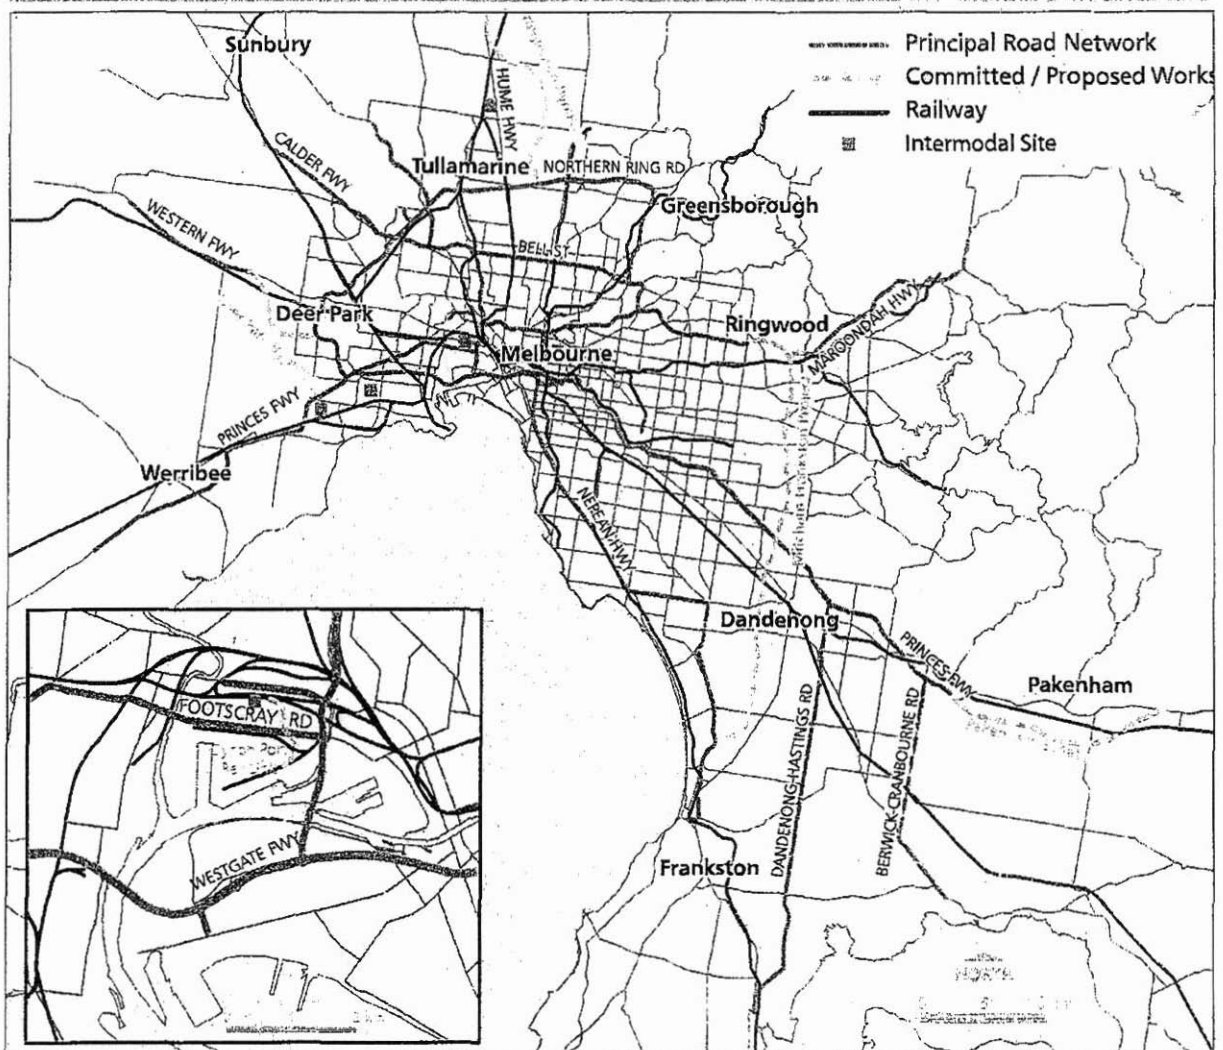 Sunbury
Principal Road Network
Committed / Proposed Works
Railway
Intermodal Site
HUME HWY
CALDER FWY
Tullamarine
NORTHERN RING RD
Greensborough
WESTERN FWY
BELL ST
Deer Park
Ringwood
MAROONDAH HWY
Melbourne
PRINCES FWY
Werribee
NEPEAN HWY
Dandenong
PRINCES FWY
Pakenham
FOOTSCRAY RD
DANDENONG-HASTINGS RD
BERWICK-CRANBOURNE RD
WESTGATE FWY
Frankston
NORTH